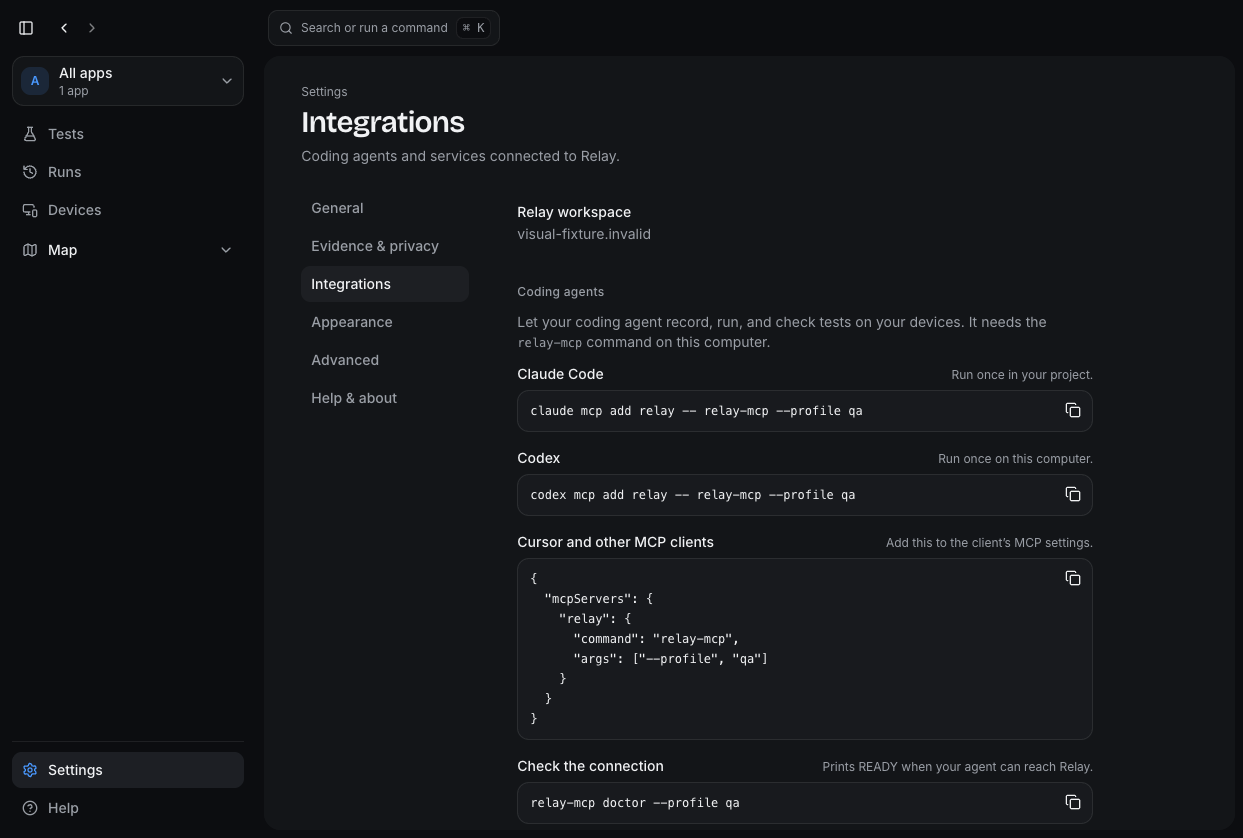 Search or run a command ⌘ K
A All apps
1 app
Tests
Runs
Devices
Map
Settings
Help
Settings
Integrations
Coding agents and services connected to Relay.
General
Evidence & privacy
Integrations
Appearance
Advanced
Help & about
Relay workspace
visual-fixture.invalid
Coding agents
Let your coding agent record, run, and check tests on your devices. It needs the
relay-mcp command on this computer.
Claude Code Run once in your project.
claude mcp add relay -- relay-mcp --profile qa
Codex Run once on this computer.
codex mcp add relay -- relay-mcp --profile qa
Cursor and other MCP clients Add this to the client’s MCP settings.
{
  "mcpServers": {
    "relay": {
      "command": "relay-mcp",
      "args": ["--profile", "qa"]
    }
  }
}
Check the connection Prints READY when your agent can reach Relay.
relay-mcp doctor --profile qa